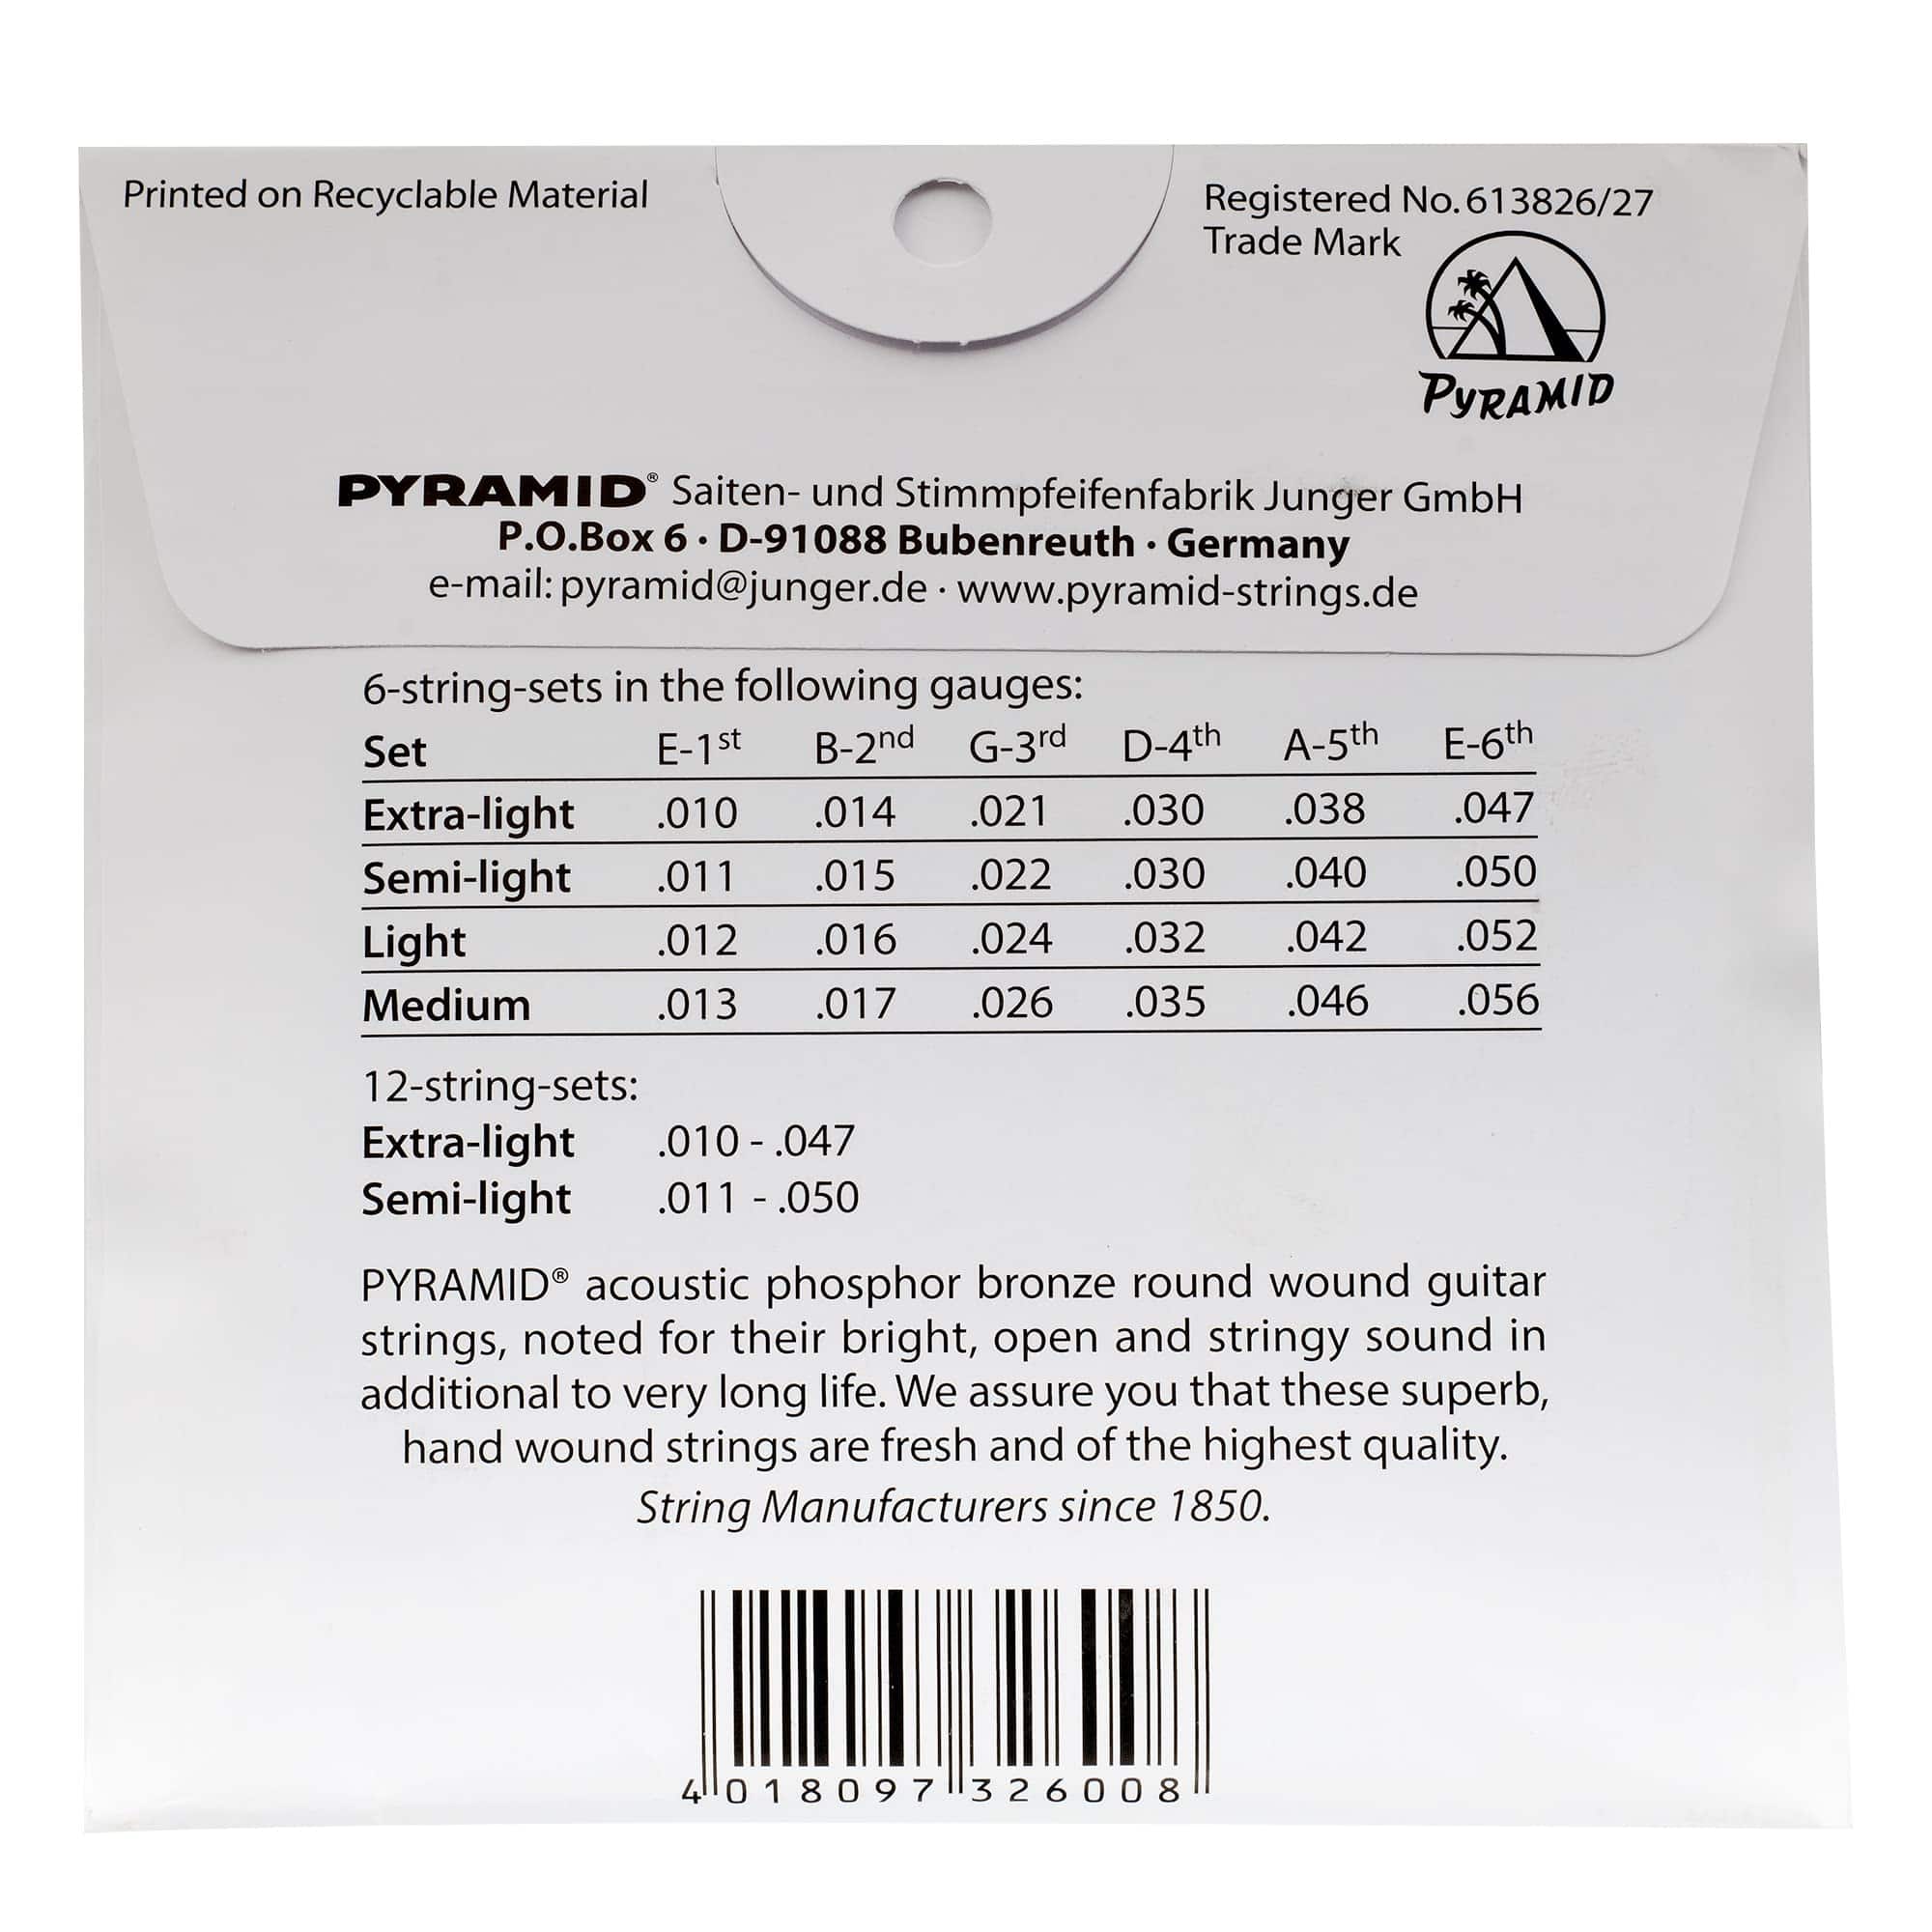 Printed on Recyclable Material
Registered No. 613826/27
Trade Mark
PYRAMID
PYRAMID® Saiten- und Stimmpfeifenfabrik Junger GmbH
P.O.Box 6 · D-91088 Bubenreuth · Germany
e-mail: pyramid@junger.de · www.pyramid-strings.de
6-string-sets in the following gauges:
Set E-1st B-2nd G-3rd D-4th A-5th E-6th
Extra-light .010 .014 .021 .030 .038 .047
Semi-light .011 .015 .022 .030 .040 .050
Light .012 .016 .024 .032 .042 .052
Medium .013 .017 .026 .035 .046 .056
12-string-sets:
Extra-light .010 - .047
Semi-light .011 - .050
PYRAMID® acoustic phosphor bronze round wound guitar
strings, noted for their bright, open and stringy sound in
additional to very long life. We assure you that these superb,
hand wound strings are fresh and of the highest quality.
String Manufacturers since 1850.
4 018097 326008